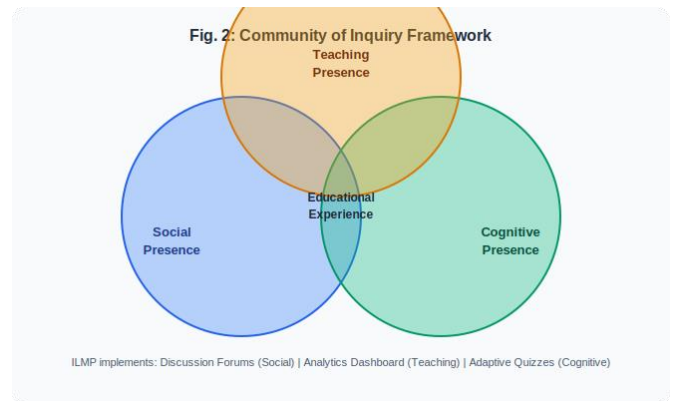 Fig. 2: Community of Inquiry Framework
Teaching
Presence
Educational
Experience
Social
Presence
Cognitive
Presence
ILMP implements: Discussion Forums (Social) | Analytics Dashboard (Teaching) | Adaptive Quizzes (Cognitive)